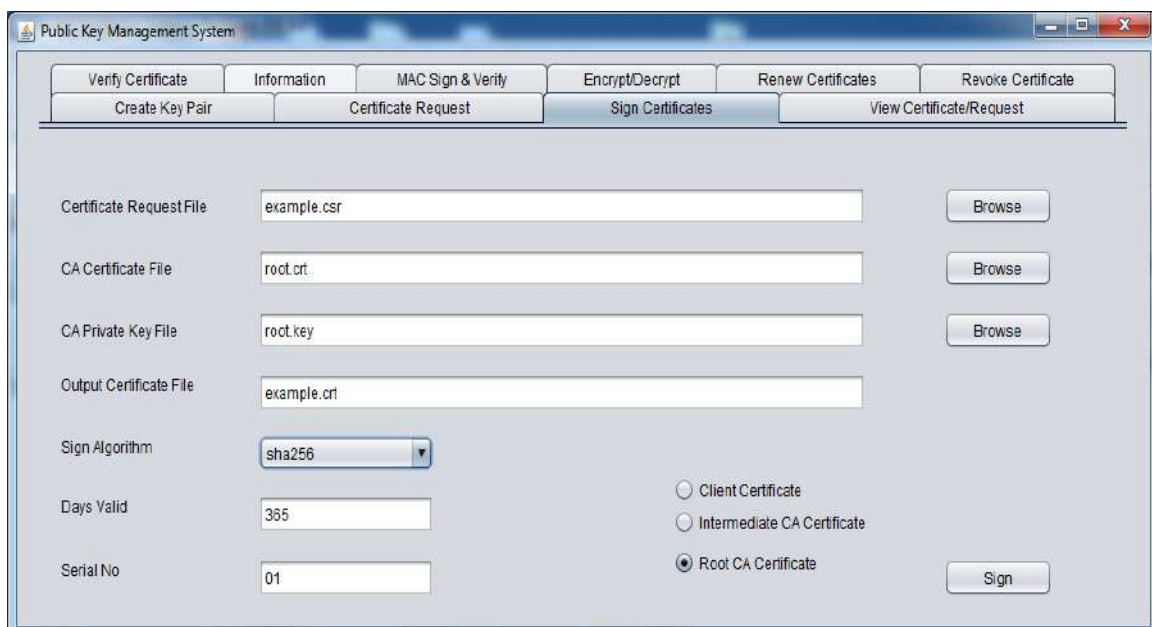 Public Key Management System
Verify Certificate Information MAC Sign & Verify Encrypt/Decrypt Renew Certificates Revoke Certificate
Create Key Pair Certificate Request Sign Certificates View Certificate/Request
Certificate Request File example.csr Browse
CA Certificate File root.crt Browse
CA Private Key File root.key Browse
Output Certificate File example.crt
Sign Algorithm sha256
Client Certificate
Days Valid 365
Intermediate CA Certificate
Root CA Certificate
Serial No 01 Sign